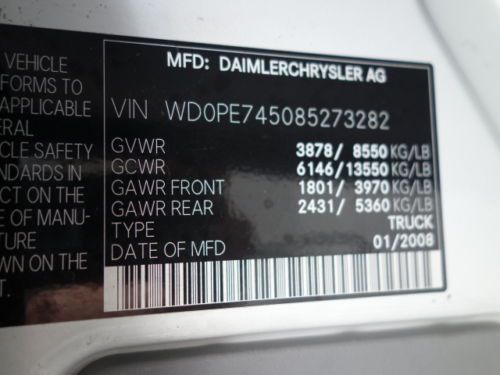 VEHICLE
FORMS TO
APPLICABLE
ERAL
CLE SAFETY
ANDARDS IN
CT ON THE
E OF MANU-
TURE
WN ON THE
T.
MFD: DAIMLERCHRYSLER AG
VIN WD0PE745085273282
GVWR 3878/ 8550 KG/LB
GCWR 6146/13550 KG/LB
GAWR FRONT 1801/ 3970 KG/LB
GAWR REAR 2431/ 5360 KG/LB
TYPE TRUCK
DATE OF MFD 01/2008